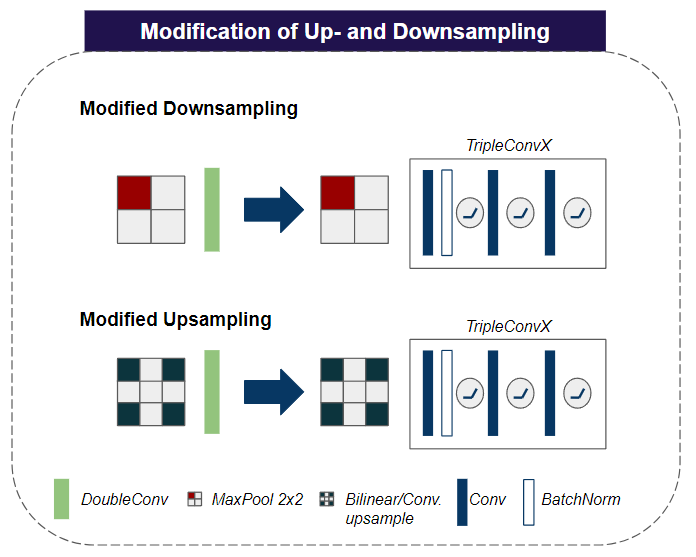 Modification of Up- and Downsampling
Modified Downsampling
TripleConvX
Modified Upsampling
TripleConvX
DoubleConv
MaxPool 2x2
Bilinear/Conv.
upsample
Conv
BatchNorm